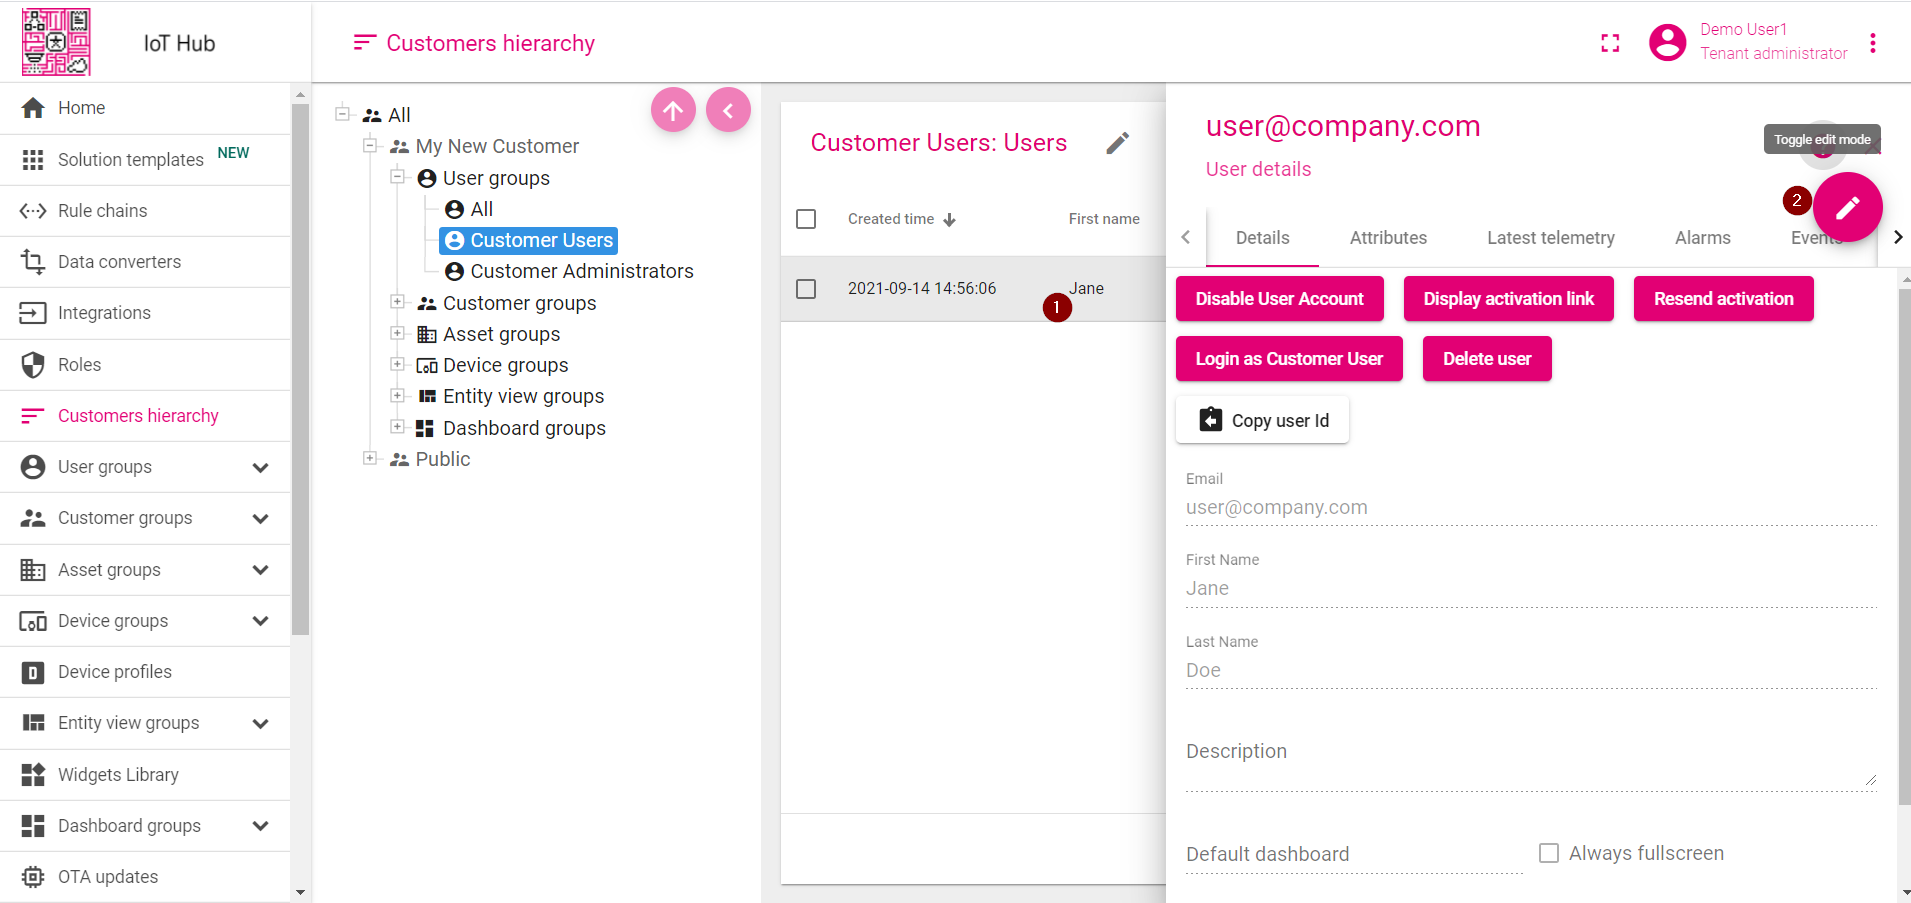 IoT Hub
Customers hierarchy
Demo User1
Tenant administrator
Home
Solution templates NEW
Rule chains
Data converters
Integrations
Roles
Customers hierarchy
User groups
Customer groups
Asset groups
Device groups
Device profiles
Entity view groups
Widgets Library
Dashboard groups
OTA updates
All
My New Customer
User groups
All
Customer Users
Customer Administrators
Customer groups
Asset groups
Device groups
Entity view groups
Dashboard groups
Public
Customer Users: Users
Created time First name
2021-09-14 14:56:06 Jane
1
user@company.com
User details
Toggle edit mode
2
Details Attributes Latest telemetry Alarms Events
Disable User Account Display activation link Resend activation
Login as Customer User Delete user
Copy user Id
Email
user@company.com
First Name
Jane
Last Name
Doe
Description
Default dashboard Always fullscreen